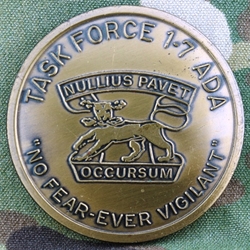 TASK FORCE 1-7 ADA
NULLIUS PAVET
OCCURSUM
"NO FEAR-EVER VIGILANT"